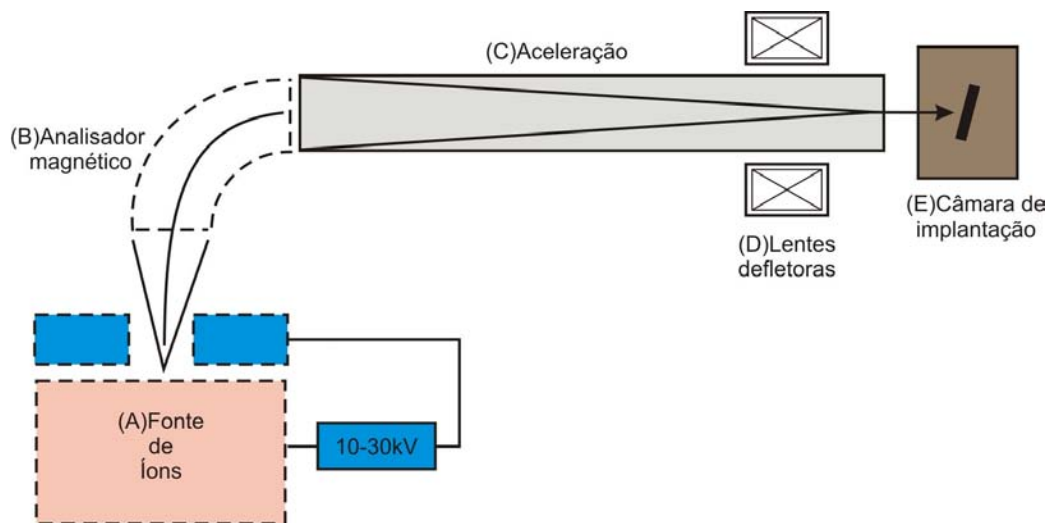 (C)Aceleração
(B)Analisador
magnético
(E)Câmara de
implantação
(D)Lentes
defletoras
(A)Fonte
de
Íons
10-30kV